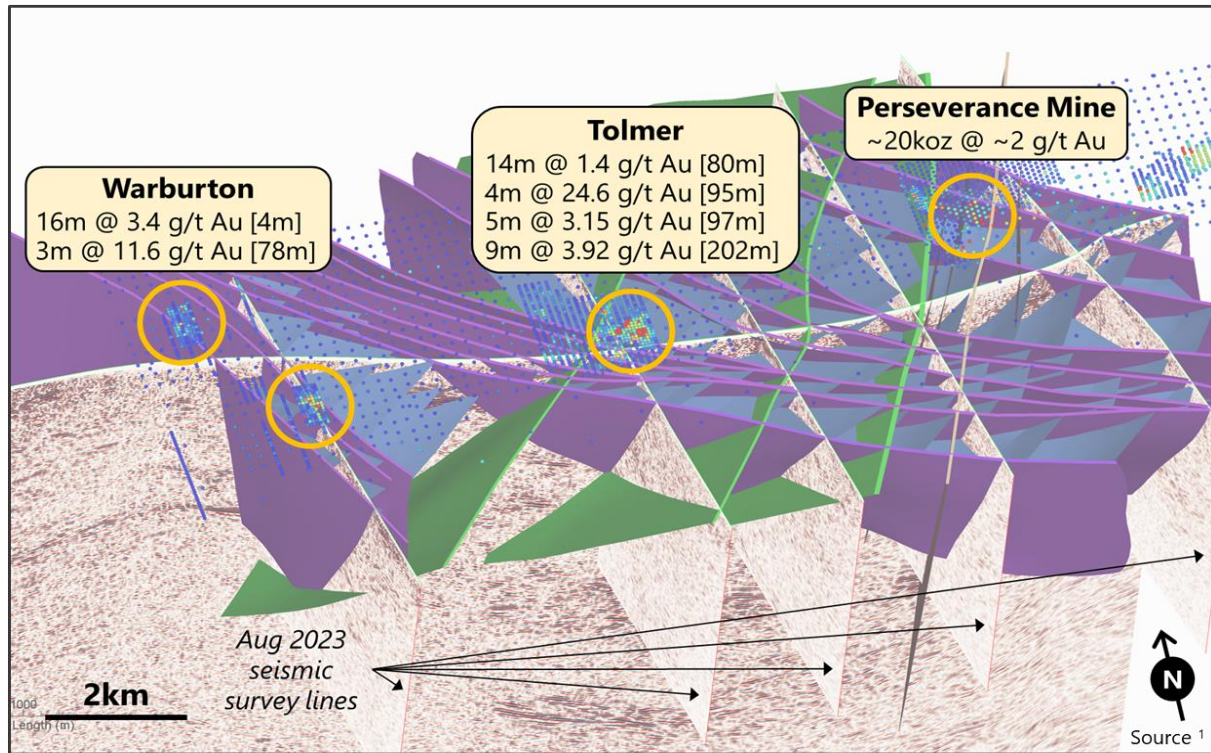 Perseverance Mine
~20koz @ ~2 g/t Au
Tolmer
14m @ 1.4 g/t Au [80m]
4m @ 24.6 g/t Au [95m]
5m @ 3.15 g/t Au [97m]
9m @ 3.92 g/t Au [202m]
Warburton
16m @ 3.4 g/t Au [4m]
3m @ 11.6 g/t Au [78m]
Aug 2023
seismic
survey lines
2km
1000
Length (m)
N
Source ¹